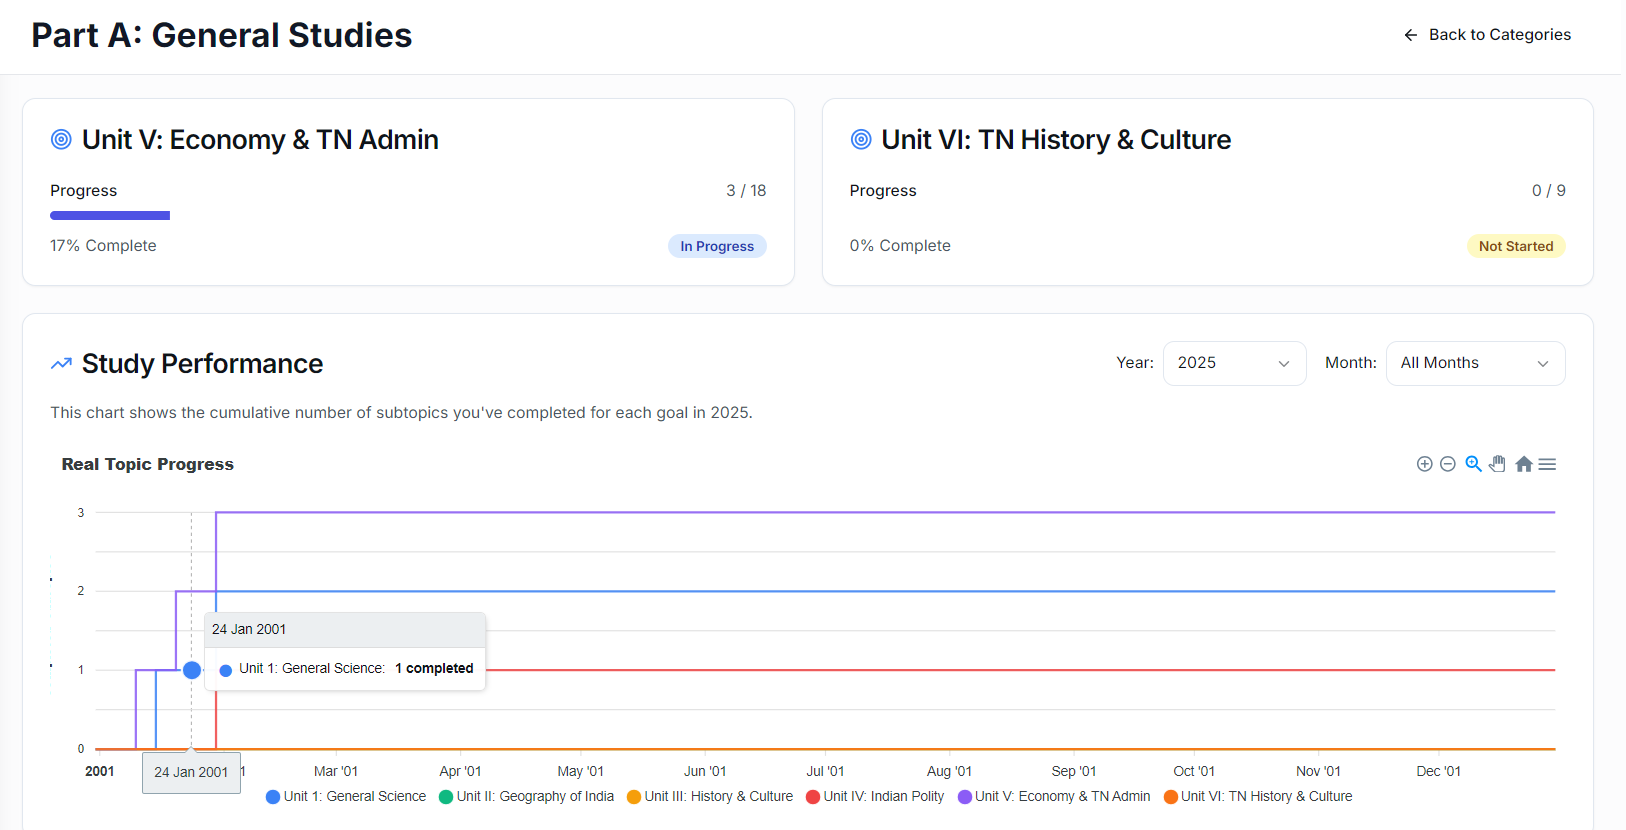 Part A: General Studies
Back to Categories
Unit V: Economy & TN Admin
Progress
3 / 18
17% Complete
In Progress
Unit VI: TN History & Culture
Progress
0 / 9
0% Complete
Not Started
Study Performance
Year:
2025
Month:
All Months
This chart shows the cumulative number of subtopics you've completed for each goal in 2025.
Real Topic Progress
3
2
1
0
24 Jan 2001
Unit 1: General Science: 1 completed
2001
24 Jan 2001
1
Mar '01
Apr '01
May '01
Jun '01
Jul '01
Aug '01
Sep '01
Oct '01
Nov '01
Dec '01
Unit 1: General Science
Unit II: Geography of India
Unit III: History & Culture
Unit IV: Indian Polity
Unit V: Economy & TN Admin
Unit VI: TN History & Culture